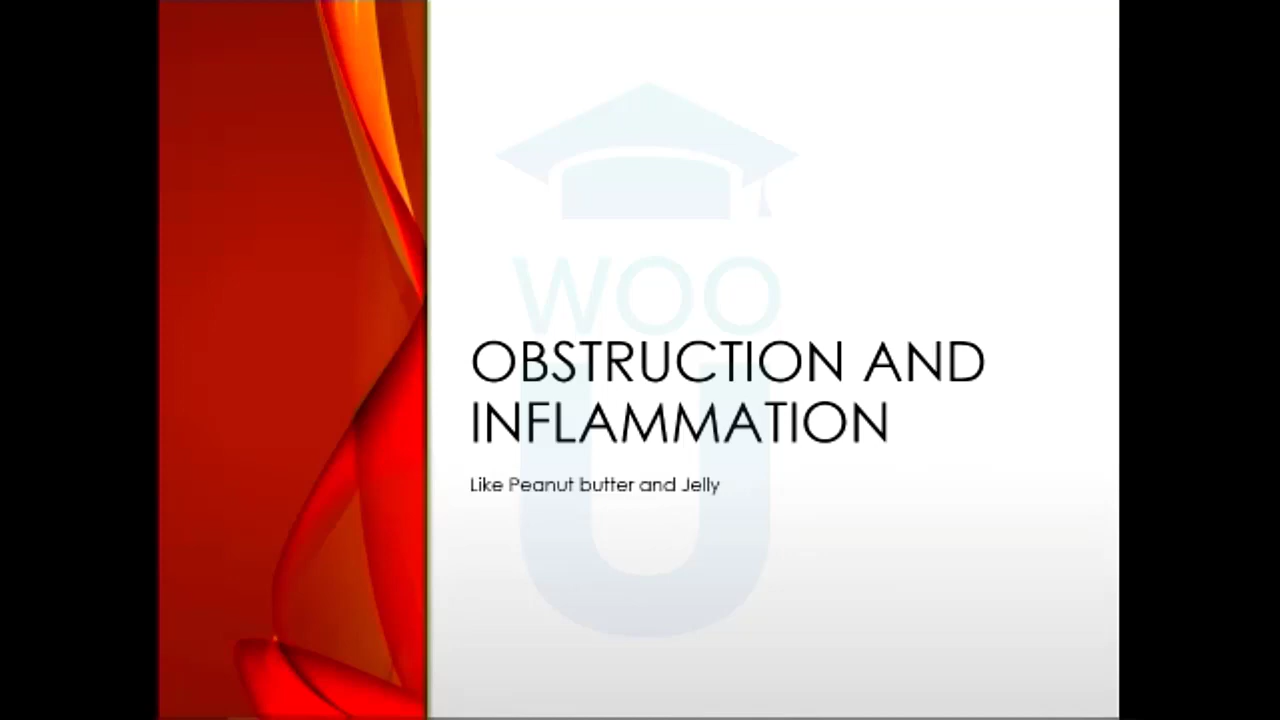 WOO
U
OBSTRUCTION AND
INFLAMMATION
Like Peanut butter and Jelly